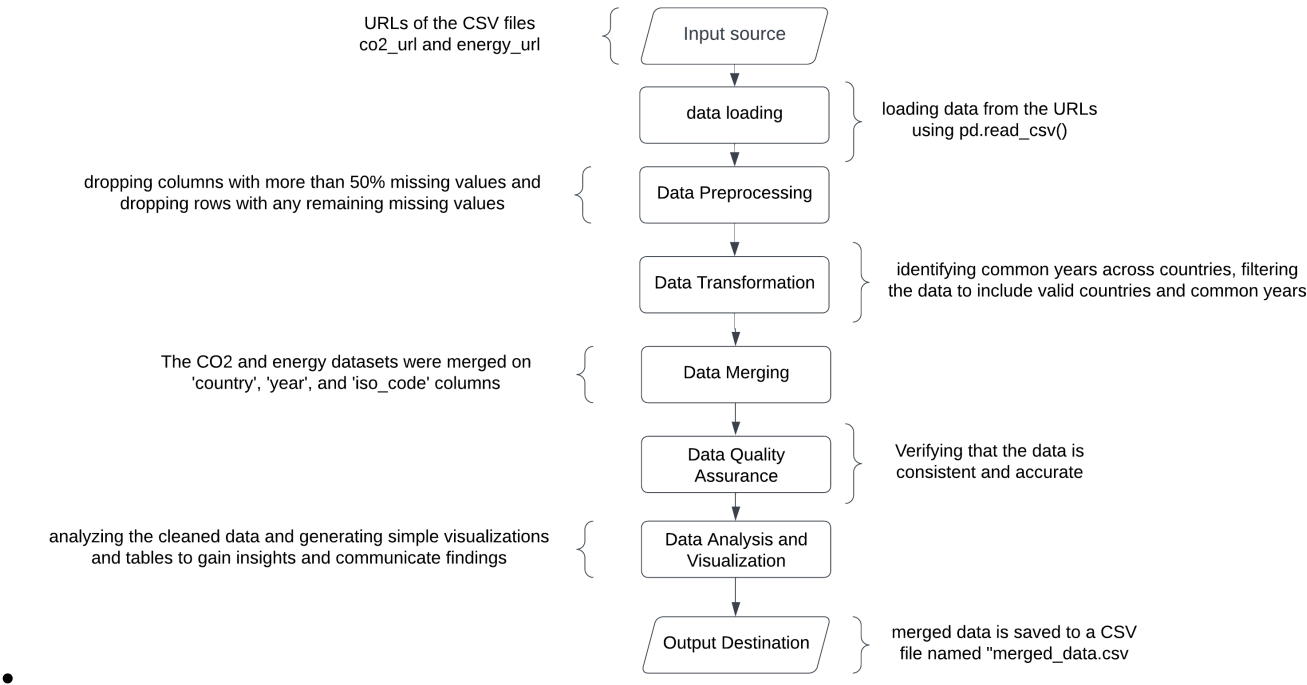 URLs of the CSV files
co2_url and energy_url
Input source
data loading
loading data from the URLs
using pd.read_csv()
dropping columns with more than 50% missing values and
dropping rows with any remaining missing values
Data Preprocessing
Data Transformation
identifying common years across countries, filtering
the data to include valid countries and common years
The CO2 and energy datasets were merged on
'country', 'year', and 'iso_code' columns
Data Merging
Data Quality
Assurance
Verifying that the data is
consistent and accurate
analyzing the cleaned data and generating simple visualizations
and tables to gain insights and communicate findings
Data Analysis and
Visualization
Output Destination
merged data is saved to a CSV
file named "merged_data.csv